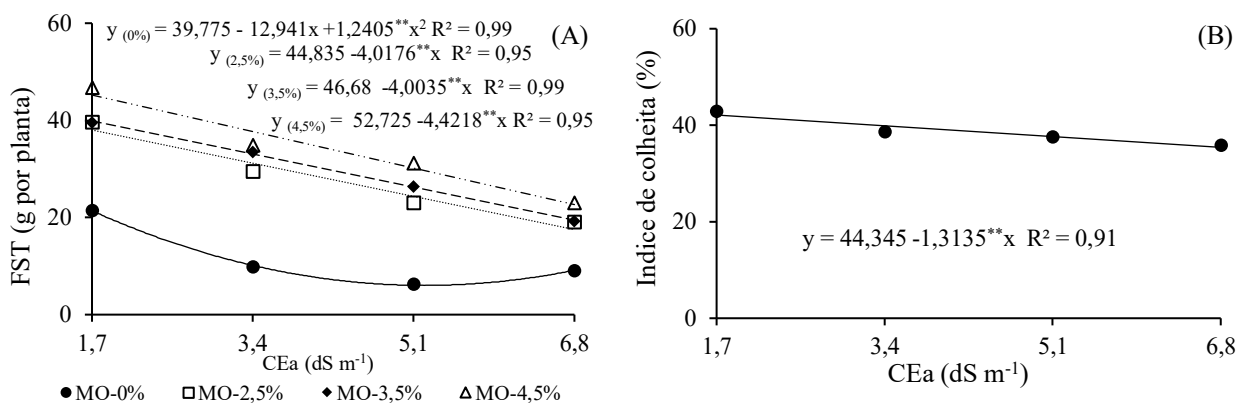 (A)
y (0%) = 39,775 - 12,941x +1,2405**x² R² = 0,99
y (2,5%) = 44,835 -4,0176**x R² = 0,95
y (3,5%) = 46,68 -4,0035**x R² = 0,99
y (4,5%) = 52,725 -4,4218**x R² = 0,95
FST (g por planta)
60
40
20
0
1,7 3,4 5,1 6,8
CEa (dS m-1)
MO-0% MO-2,5% MO-3,5% MO-4,5%
(B)
Indice de colheita (%)
60
40
20
0
y = 44,345 -1,3135**x R² = 0,91
1,7 3,4 5,1 6,8
CEa (dS m-1)